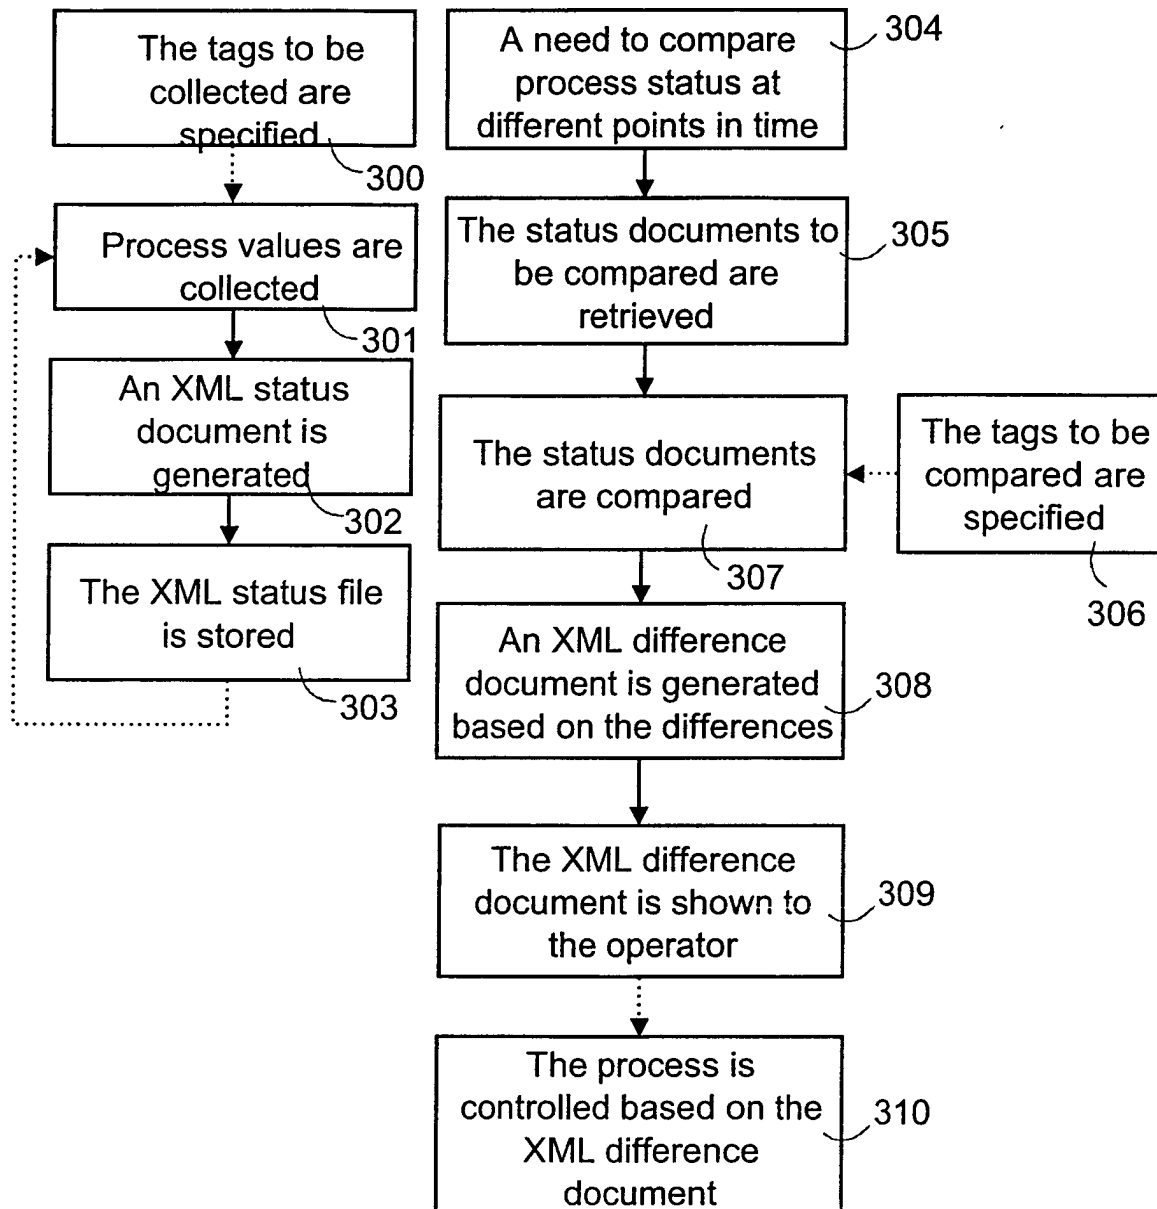 The tags to be
collected are
specified
300
Process values are
collected
301
An XML status
document is
generated
302
The XML status file
is stored
303
A need to compare
process status at
different points in time
304
The status documents to
be compared are
retrieved
305
The status documents
are compared
307
The tags to be
compared are
specified
306
An XML difference
document is generated
based on the differences
308
The XML difference
document is shown to
the operator
309
The process is
controlled based on the
XML difference
document
310